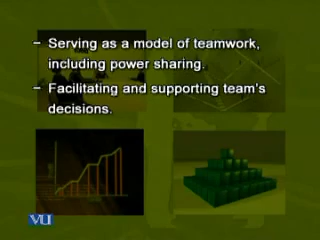 – Serving as a model of teamwork,
including power sharing.
– Facilitating and supporting team's
decisions.
VU